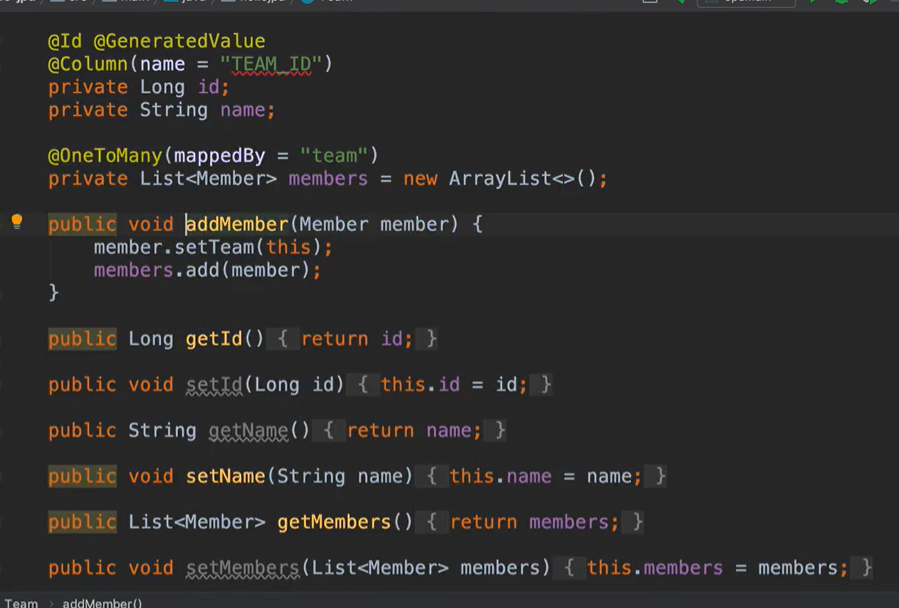 @Id @GeneratedValue
@Column(name = "TEAM_ID")
private Long id;
private String name;
@OneToMany(mappedBy = "team")
private List<Member> members = new ArrayList<>();
public void addMember(Member member) {
member.setTeam(this);
members.add(member);
}
public Long getId() { return id; }
public void setId(Long id) { this.id = id; }
public String getName() { return name; }
public void setName(String name) { this.name = name; }
public List<Member> getMembers() { return members; }
public void setMembers(List<Member> members) { this.members = members; }
Team › addMember()